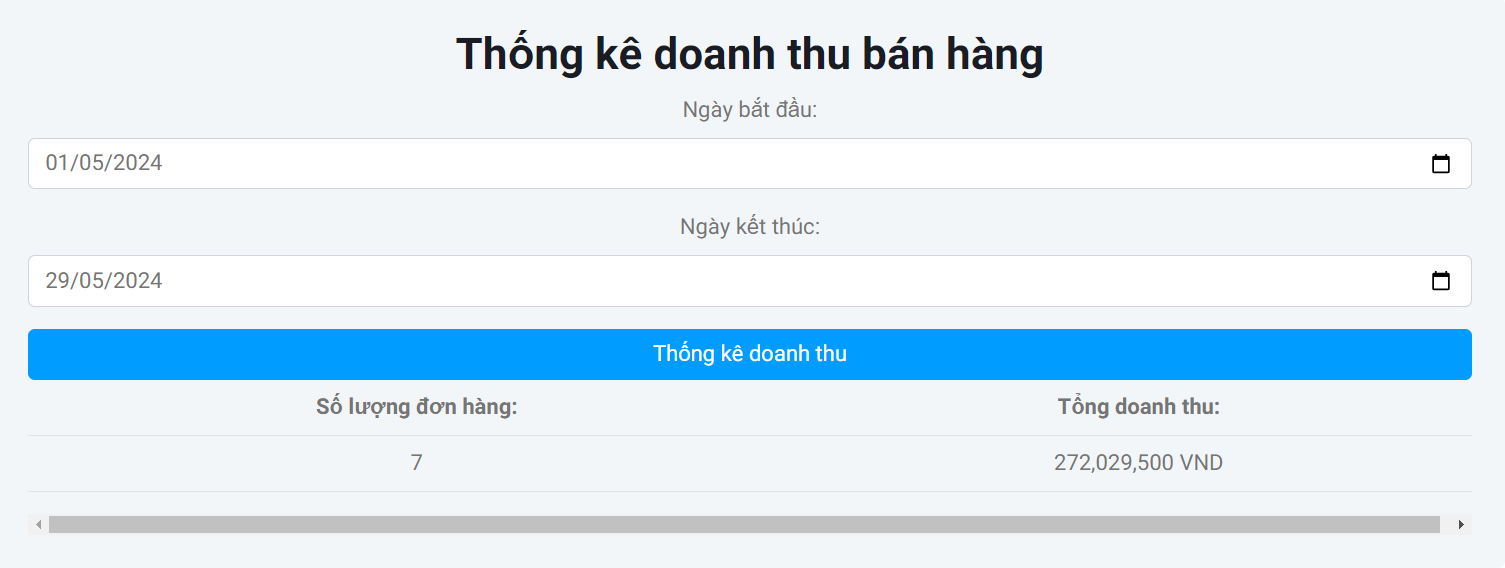 Thống kê doanh thu bán hàng
Ngày bắt đầu:
01/05/2024
Ngày kết thúc:
29/05/2024
Thống kê doanh thu
Số lượng đơn hàng: Tổng doanh thu:
7 272,029,500 VND